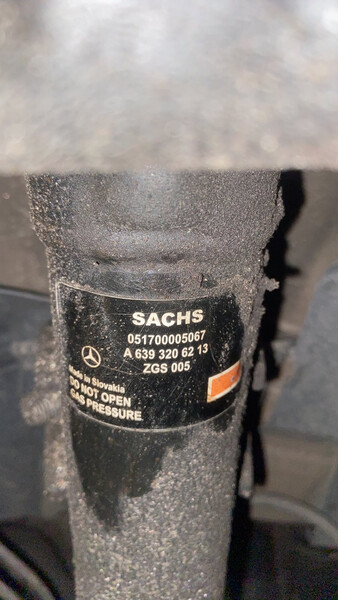 SACHS
051700005067
A 639 320 62 13
ZGS 005
Made in Slovakia
DO NOT OPEN
GAS PRESSURE